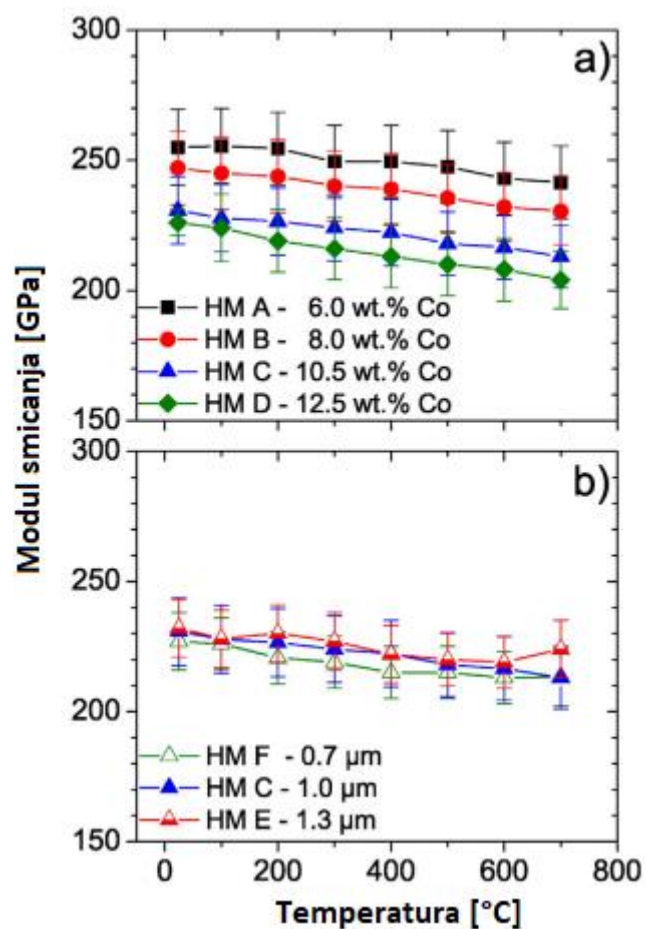 300
a)
250
200
HM A - 6.0 wt.% Co
HM B - 8.0 wt.% Co
HM C - 10.5 wt.% Co
HM D - 12.5 wt.% Co
150
Modul smicanja [GPa]
300
b)
250
200
HM F - 0.7 µm
HM C - 1.0 µm
HM E - 1.3 µm
150
0 200 400 600 800
Temperatura [°C]